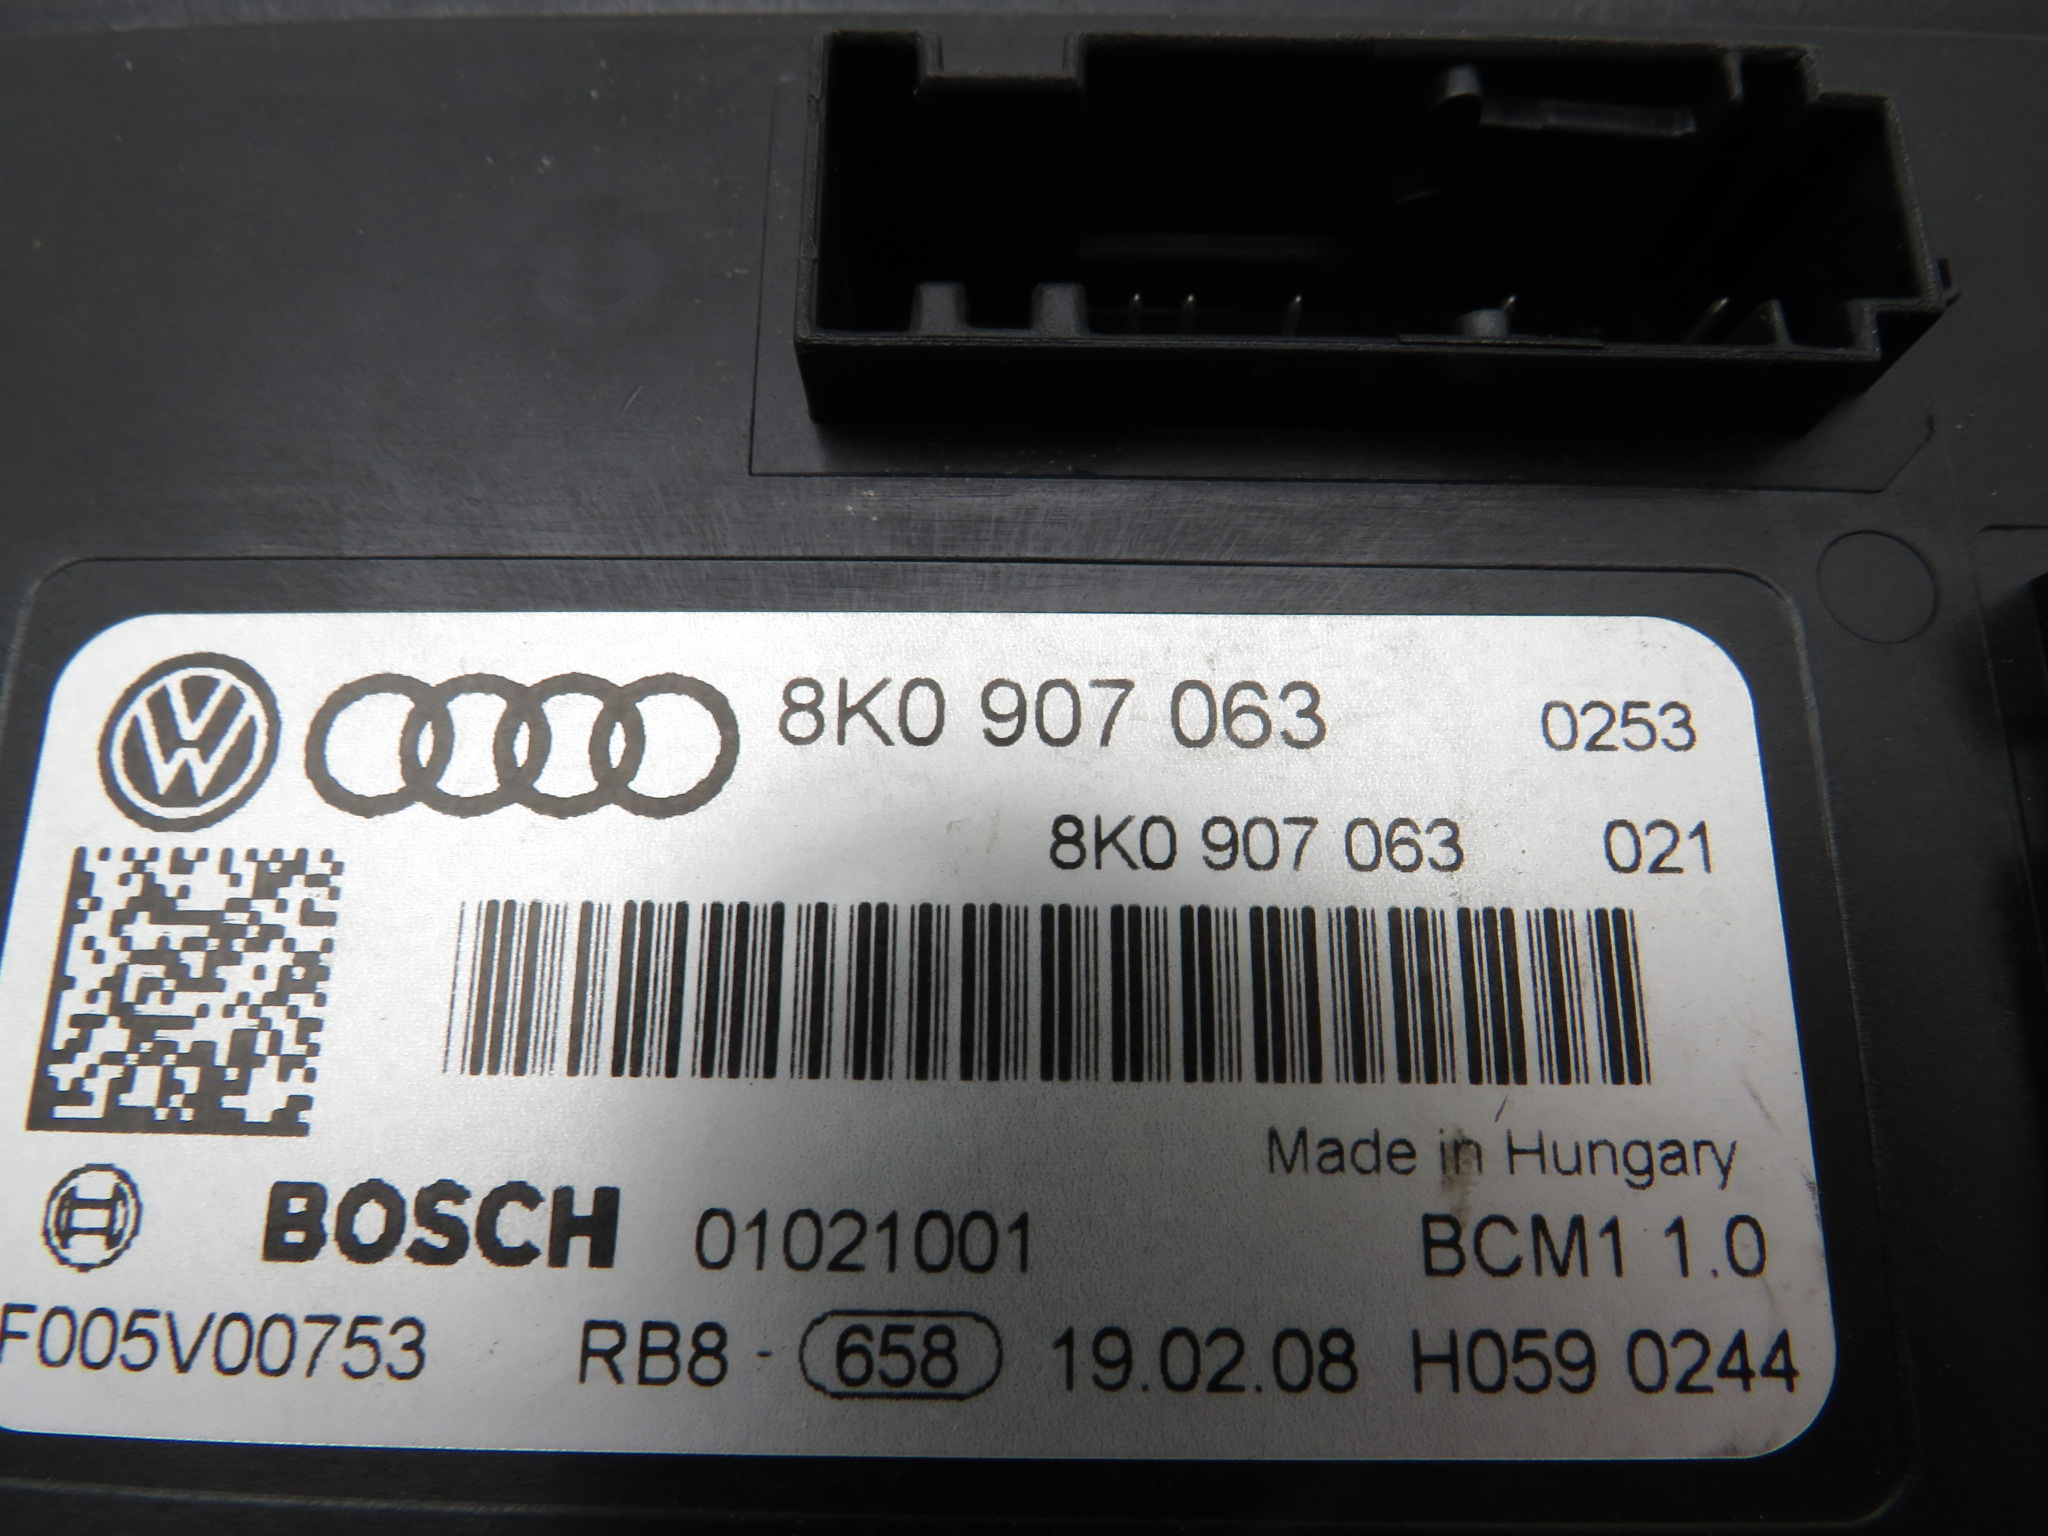 8K0 907 063 0253
8K0 907 063 021
Made in Hungary
BOSCH 01021001 BCM1 1.0
F005V00753 RB8 - 658 19.02.08 H059 0244